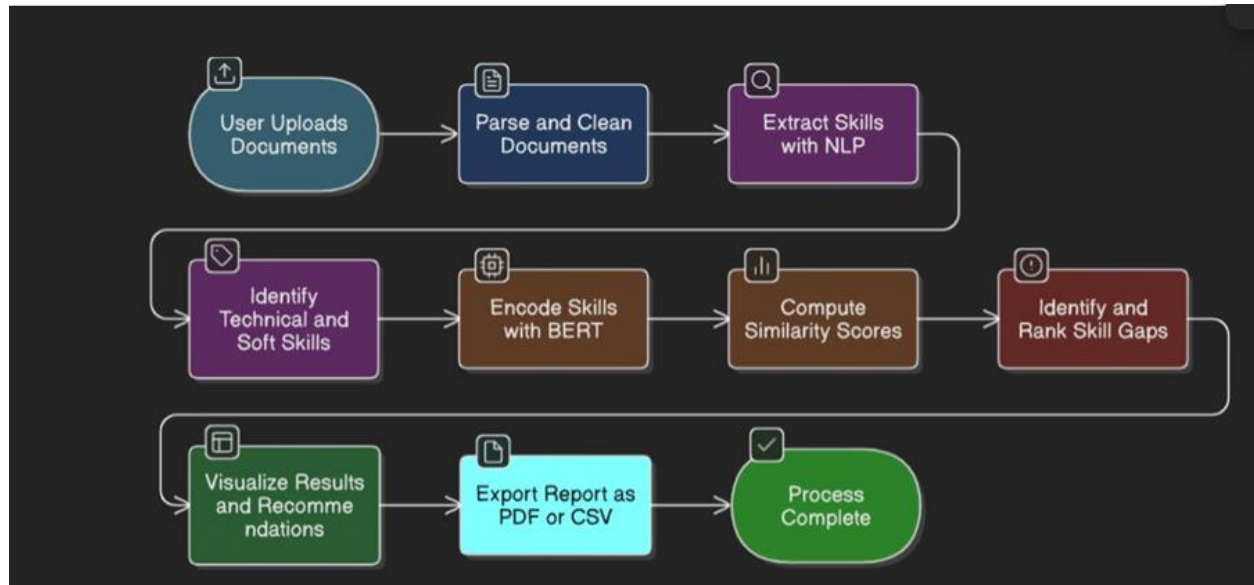 User Uploads
Documents
Parse and Clean
Documents
Extract Skills
with NLP
Identify
Technical and
Soft Skills
Encode Skills
with BERT
Compute
Similarity Scores
Identify and
Rank Skill Gaps
Visualize Results
and Recomme
ndations
Export Report as
PDF or CSV
Process
Complete